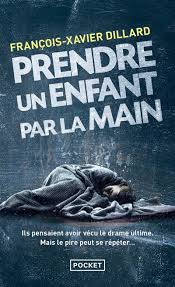 FRANÇOIS-XAVIER DILLARD
PRENDRE
UN ENFANT
PAR LA MAIN
Ils pensaient avoir vécu le drame ultime.
Mais le pire peut se répéter...
POCKET